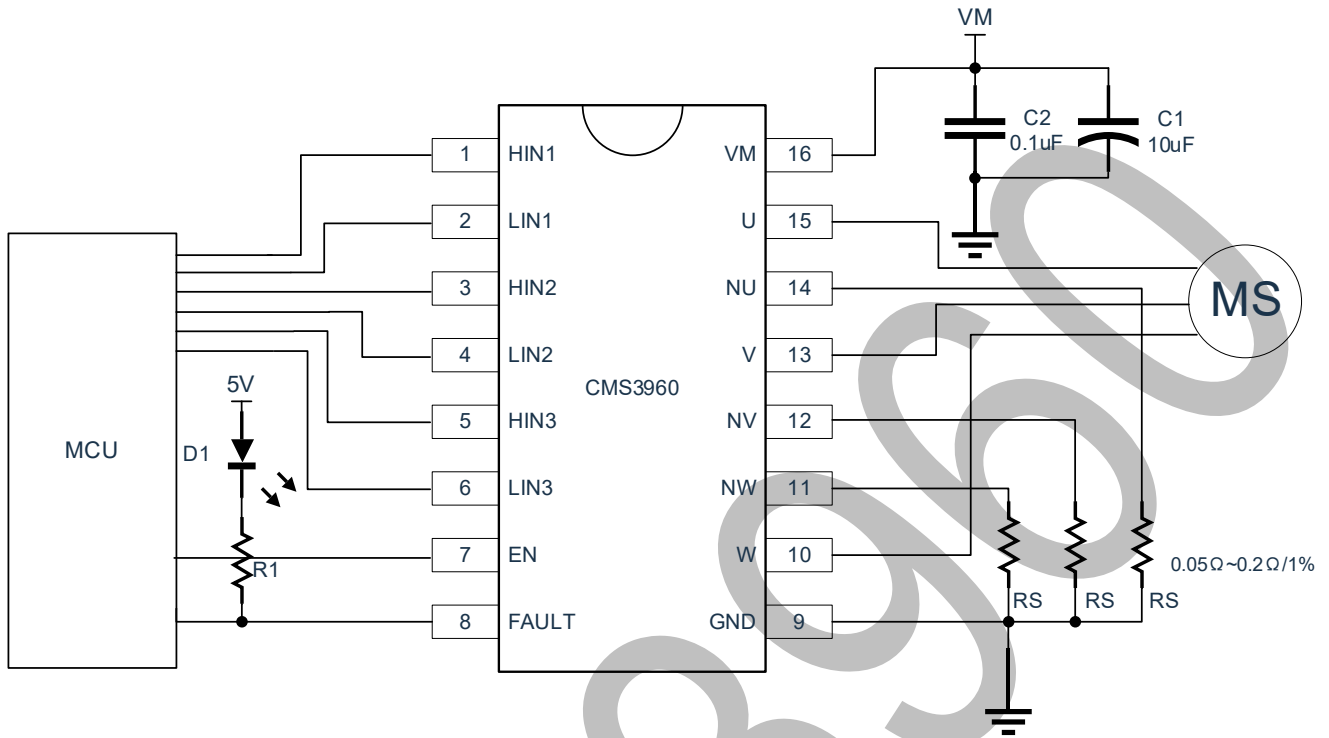 VM
C2
0.1uF
C1
10uF
1 HIN1
VM 16
2 LIN1
U 15
3 HIN2
NU 14
MS
4 LIN2
V 13
5V
CMS3960
5 HIN3
NV 12
MCU
D1
6 LIN3
NW 11
7 EN
W 10
R1
0.05Ω~0.2Ω/1%
RS
RS
RS
8 FAULT
GND 9
3960